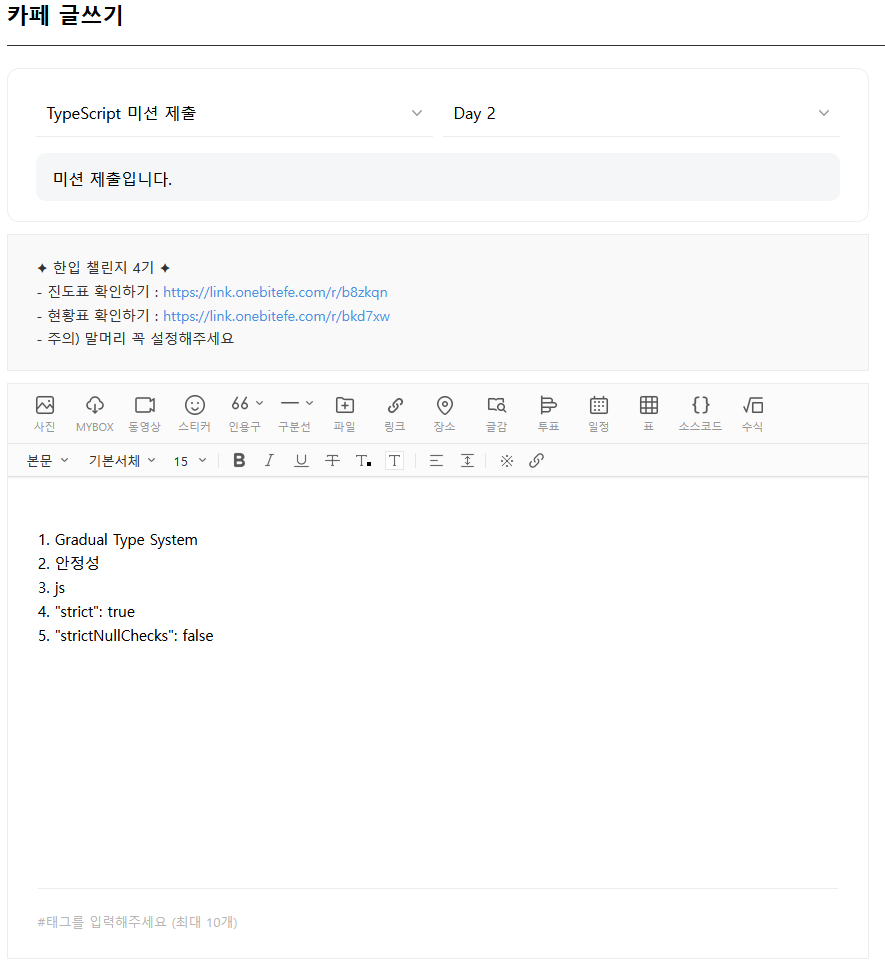 카페 글쓰기
TypeScript 미션 제출
Day 2
미션 제출입니다.
✦ 한입 챌린지 4기 ✦
- 진도표 확인하기 : https://link.onebitefe.com/r/b8zkqn
- 현황표 확인하기 : https://link.onebitefe.com/r/bkd7xw
- 주의) 말머리 꼭 설정해주세요
사진 MYBOX 동영상 스티커 인용구 구분선 파일 링크 장소 글감 투표 일정 표 소스코드 수식
본문 기본서체 15 B I U T T T
1. Gradual Type System
2. 안정성
3. js
4. "strict": true
5. "strictNullChecks": false
#태그를 입력해주세요 (최대 10개)